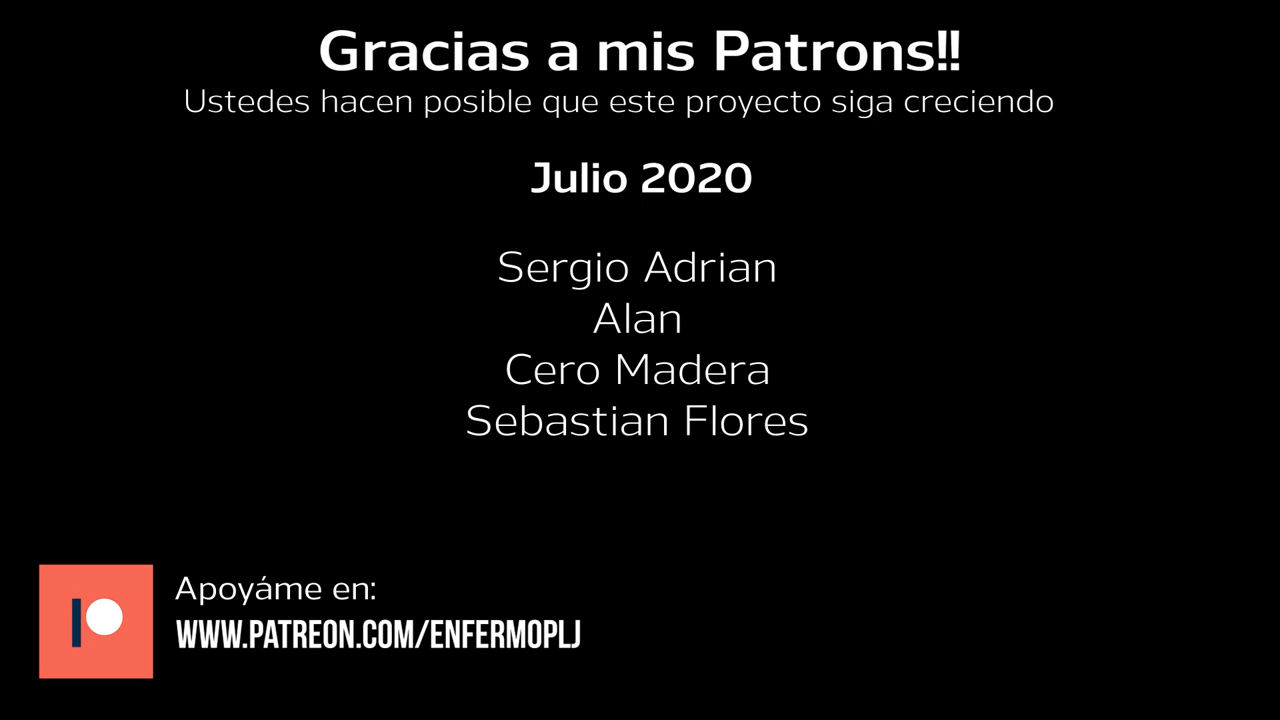 Gracias a mis Patrons!!
Ustedes hacen posible que este proyecto siga creciendo
Julio 2020
Sergio Adrian
Alan
Cero Madera
Sebastian Flores
Apoyáme en:
WWW.PATREON.COM/ENFERMOPLJ